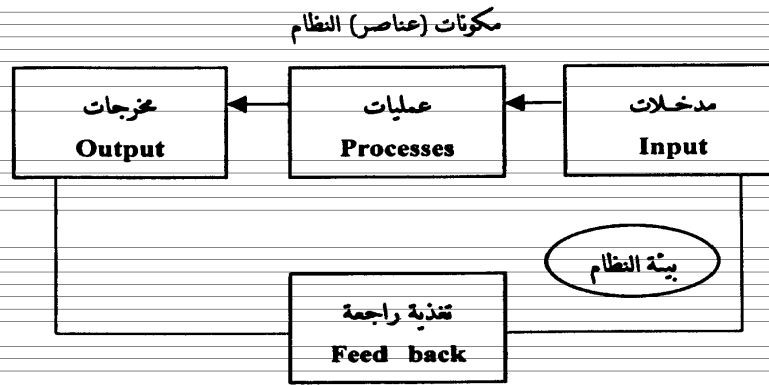 مكونات (عناصر) النظام
مدخلات
Input
عمليات
Processes
مخرجات
Output
بيئة النظام
تغذية راجعة
Feed back